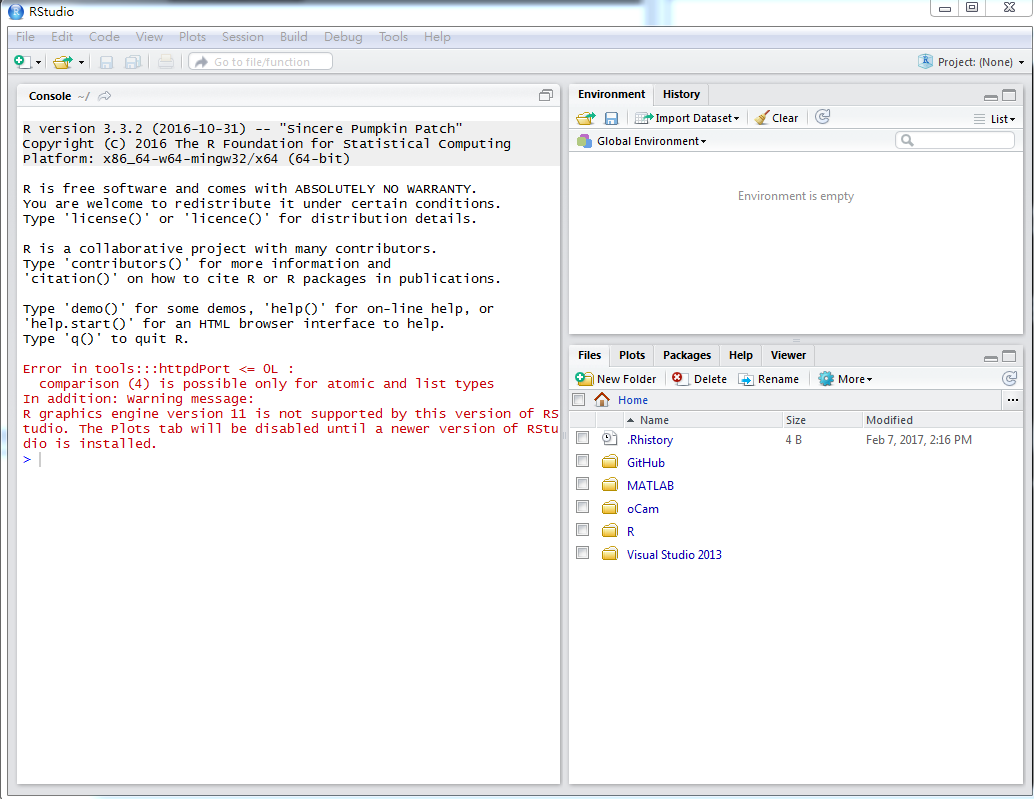 RStudio
File Edit Code View Plots Session Build Debug Tools Help
Go to file/function
Project: (None)
Console ~/
R version 3.3.2 (2016-10-31) -- "Sincere Pumpkin Patch"
Copyright (C) 2016 The R Foundation for Statistical Computing
Platform: x86_64-w64-mingw32/x64 (64-bit)
R is free software and comes with ABSOLUTELY NO WARRANTY.
You are welcome to redistribute it under certain conditions.
Type 'license()' or 'licence()' for distribution details.
R is a collaborative project with many contributors.
Type 'contributors()' for more information and
'citation()' on how to cite R or R packages in publications.
Type 'demo()' for some demos, 'help()' for on-line help, or
'help.start()' for an HTML browser interface to help.
Type 'q()' to quit R.
Error in tools:::httpdPort <= 0L :
comparison (4) is possible only for atomic and list types
In addition: Warning message:
R graphics engine version 11 is not supported by this version of RS
tudio. The Plots tab will be disabled until a newer version of RStu
dio is installed.
>
Environment History
Import Dataset Clear List
Global Environment
Environment is empty
Files Plots Packages Help Viewer
New Folder Delete Rename More
Home ...
Name Size Modified
.Rhistory 4 B Feb 7, 2017, 2:16 PM
GitHub
MATLAB
oCam
R
Visual Studio 2013